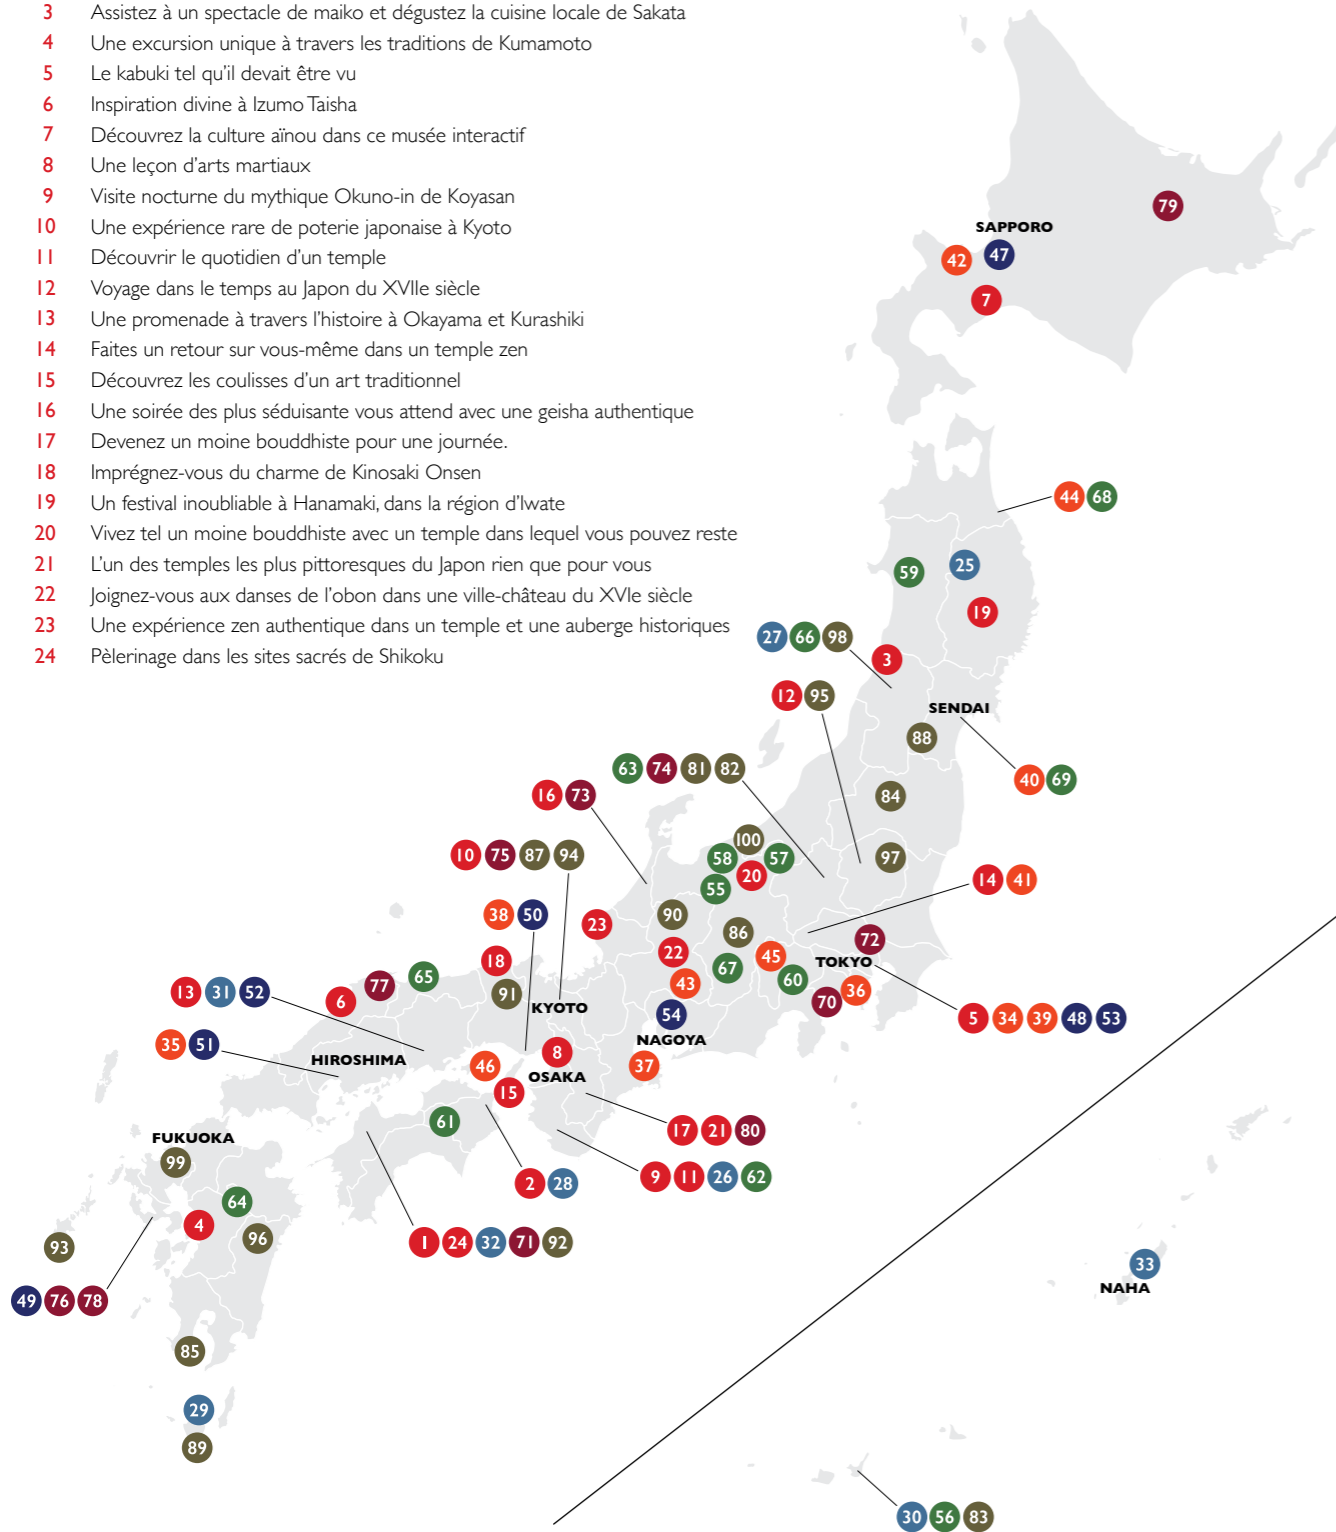 3 Assistez à un spectacle de maiko et dégustez la cuisine locale de Sakata
4 Une excursion unique à travers les traditions de Kumamoto
5 Le kabuki tel qu'il devait être vu
6 Inspiration divine à Izumo Taisha
7 Découvrez la culture aïnou dans ce musée interactif
8 Une leçon d'arts martiaux
9 Visite nocturne du mythique Okuno-in de Koyasan
10 Une expérience rare de poterie japonaise à Kyoto
11 Découvrir le quotidien d'un temple
12 Voyage dans le temps au Japon du XVIIe siècle
13 Une promenade à travers l'histoire à Okayama et Kurashiki
14 Faites un retour sur vous-même dans un temple zen
15 Découvrez les coulisses d'un art traditionnel
16 Une soirée des plus séduisante vous attend avec une geisha authentique
17 Devenez un moine bouddhiste pour une journée.
18 Imprégnez-vous du charme de Kinosaki Onsen
19 Un festival inoubliable à Hanamaki, dans la région d'Iwate
20 Vivez tel un moine bouddhiste avec un temple dans lequel vous pouvez reste
21 L'un des temples les plus pittoresques du Japon rien que pour vous
22 Joignez-vous aux danses de l'obon dans une ville-château du XVIe siècle
23 Une expérience zen authentique dans un temple et une auberge historiques
24 Pèlerinage dans les sites sacrés de Shikoku
79
SAPPORO
42 47
7
44 68
59 25
19
27 66 98
3
12 95
SENDAI
88
63 74 81 82
40 69
16 73
84
100
58 57
10 75 87 94
97
20
14 41
55
38 50
90
23
86
72
22
45
TOKYO
18
67
65
60
77
43
13 31 52
6
91
36
70
KYOTO
54
5 34 39 48 53
NAGOYA
35 51
8
HIROSHIMA
46
37
OSAKA
15
61
17 21 80
FUKUOKA
99
9 11 26 62
2 28
64
4
96
1 24 32 71 92
93
33
NAHA
49 76 78
85
29
89
30 56 83